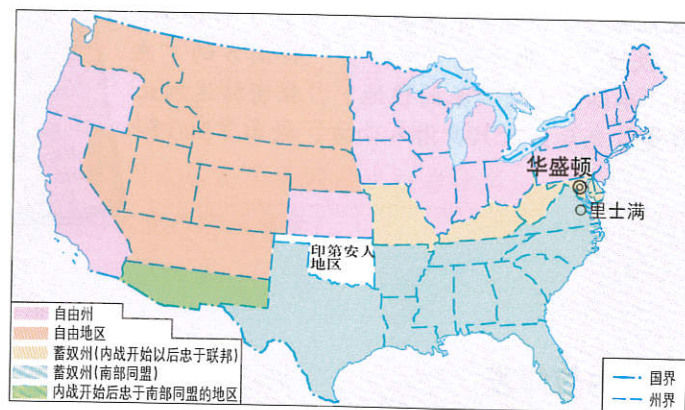 华盛顿
里士满
印第安人
地区
自由州
自由地区
蓄奴州(内战开始以后忠于联邦)
蓄奴州(南部同盟)
内战开始后忠于南部同盟的地区
国界
州界